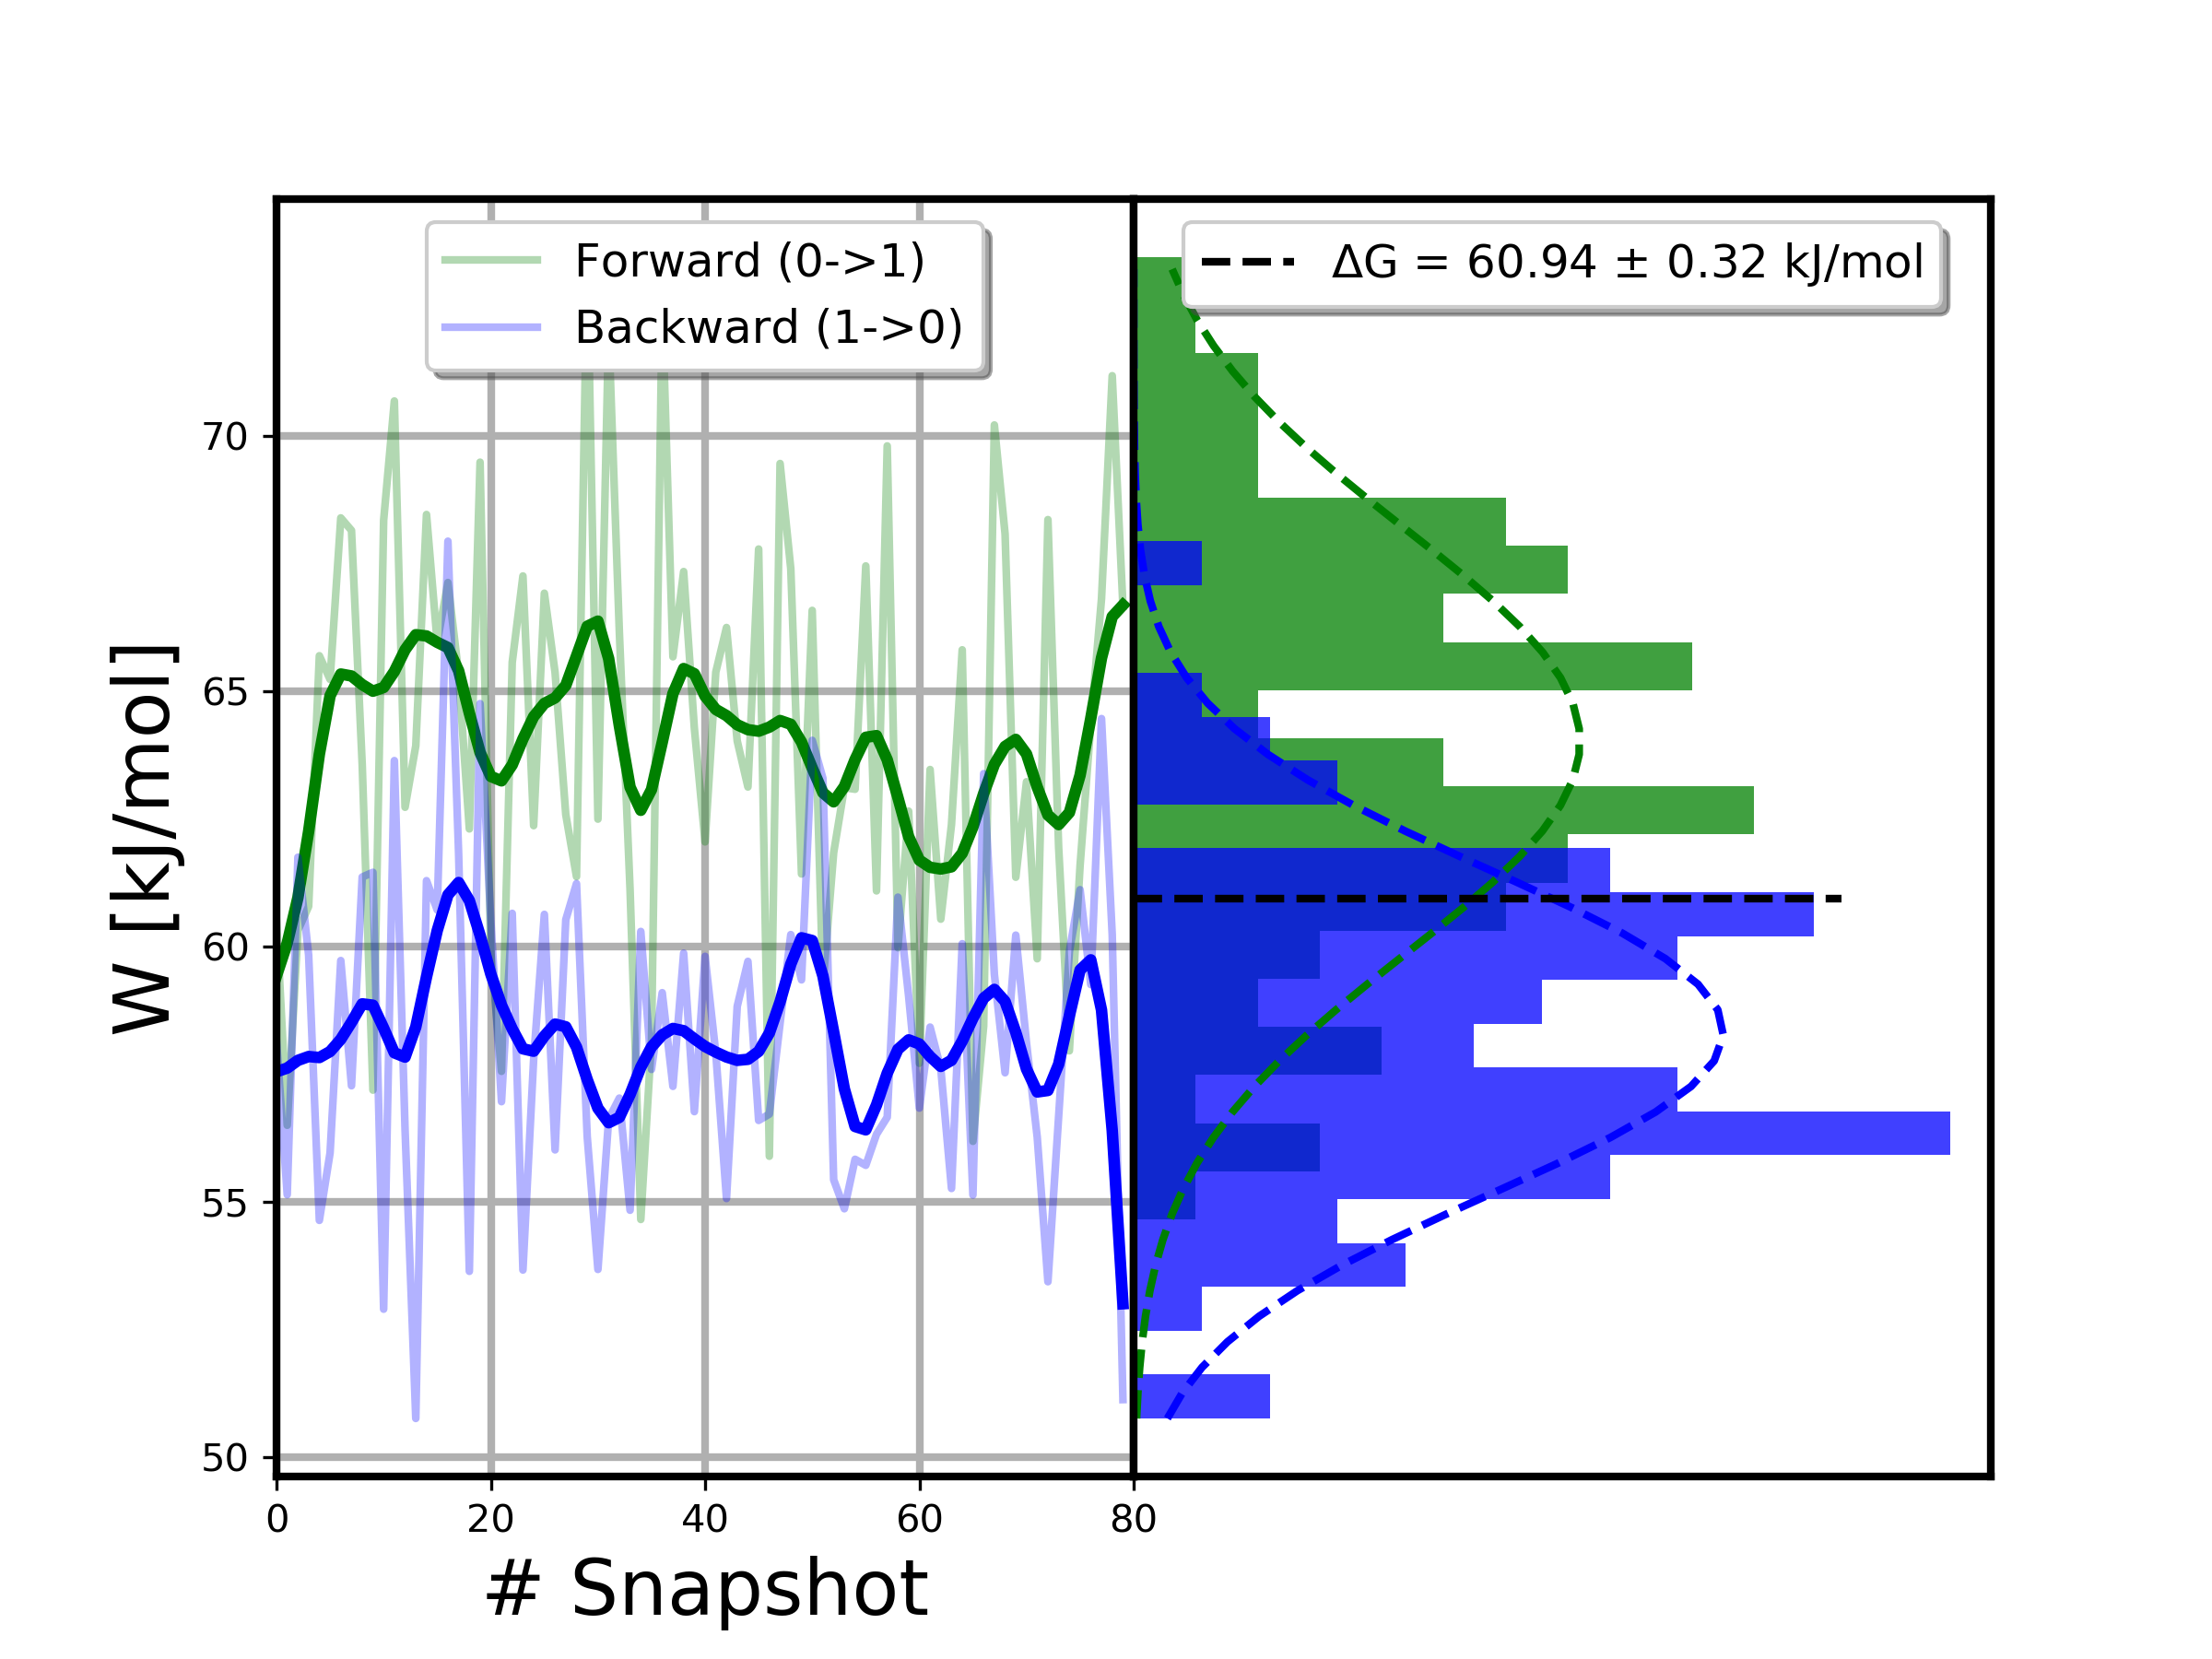 Forward (0->1)
Backward (1->0)
ΔG = 60.94 ± 0.32 kJ/mol
W [kJ/mol]
70
65
60
55
50
0 20 40 60 80
# Snapshot